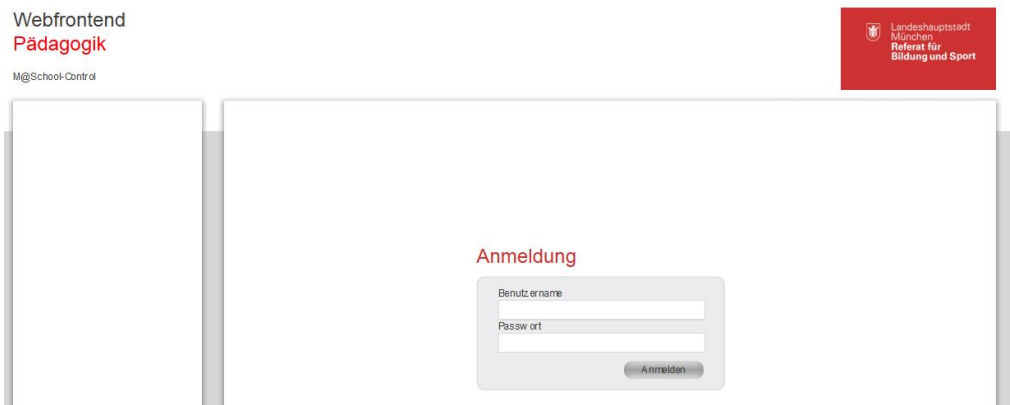 Webfrontend
Pädagogik
M@School-Control
Landeshauptstadt
München
Referat für
Bildung und Sport
Anmeldung
Benutzername
Passwort
Anmelden